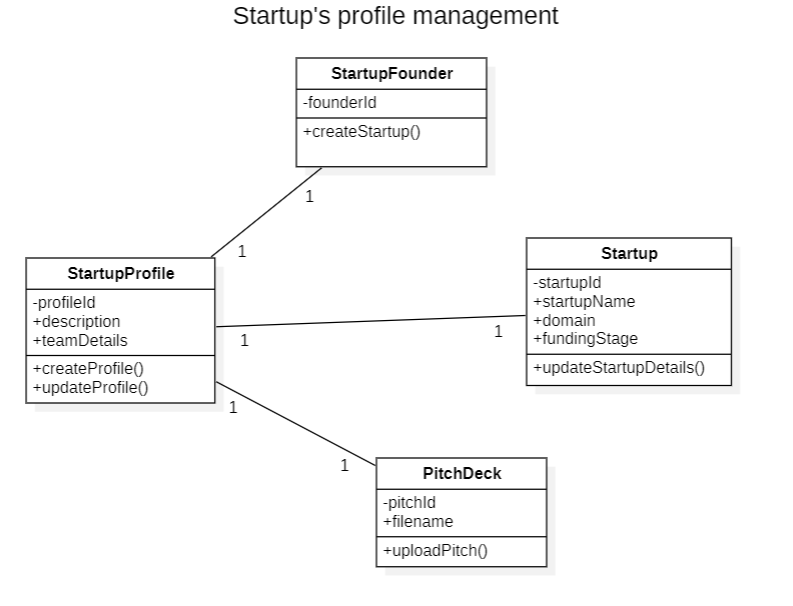 Startup's profile management
StartupFounder
-founderId
+createStartup()
1
1
StartupProfile
-profileId
+description
+teamDetails
+createProfile()
+updateProfile()
1
1
Startup
-startupId
+startupName
+domain
+fundingStage
+updateStartupDetails()
1
1
PitchDeck
-pitchId
+filename
+uploadPitch()